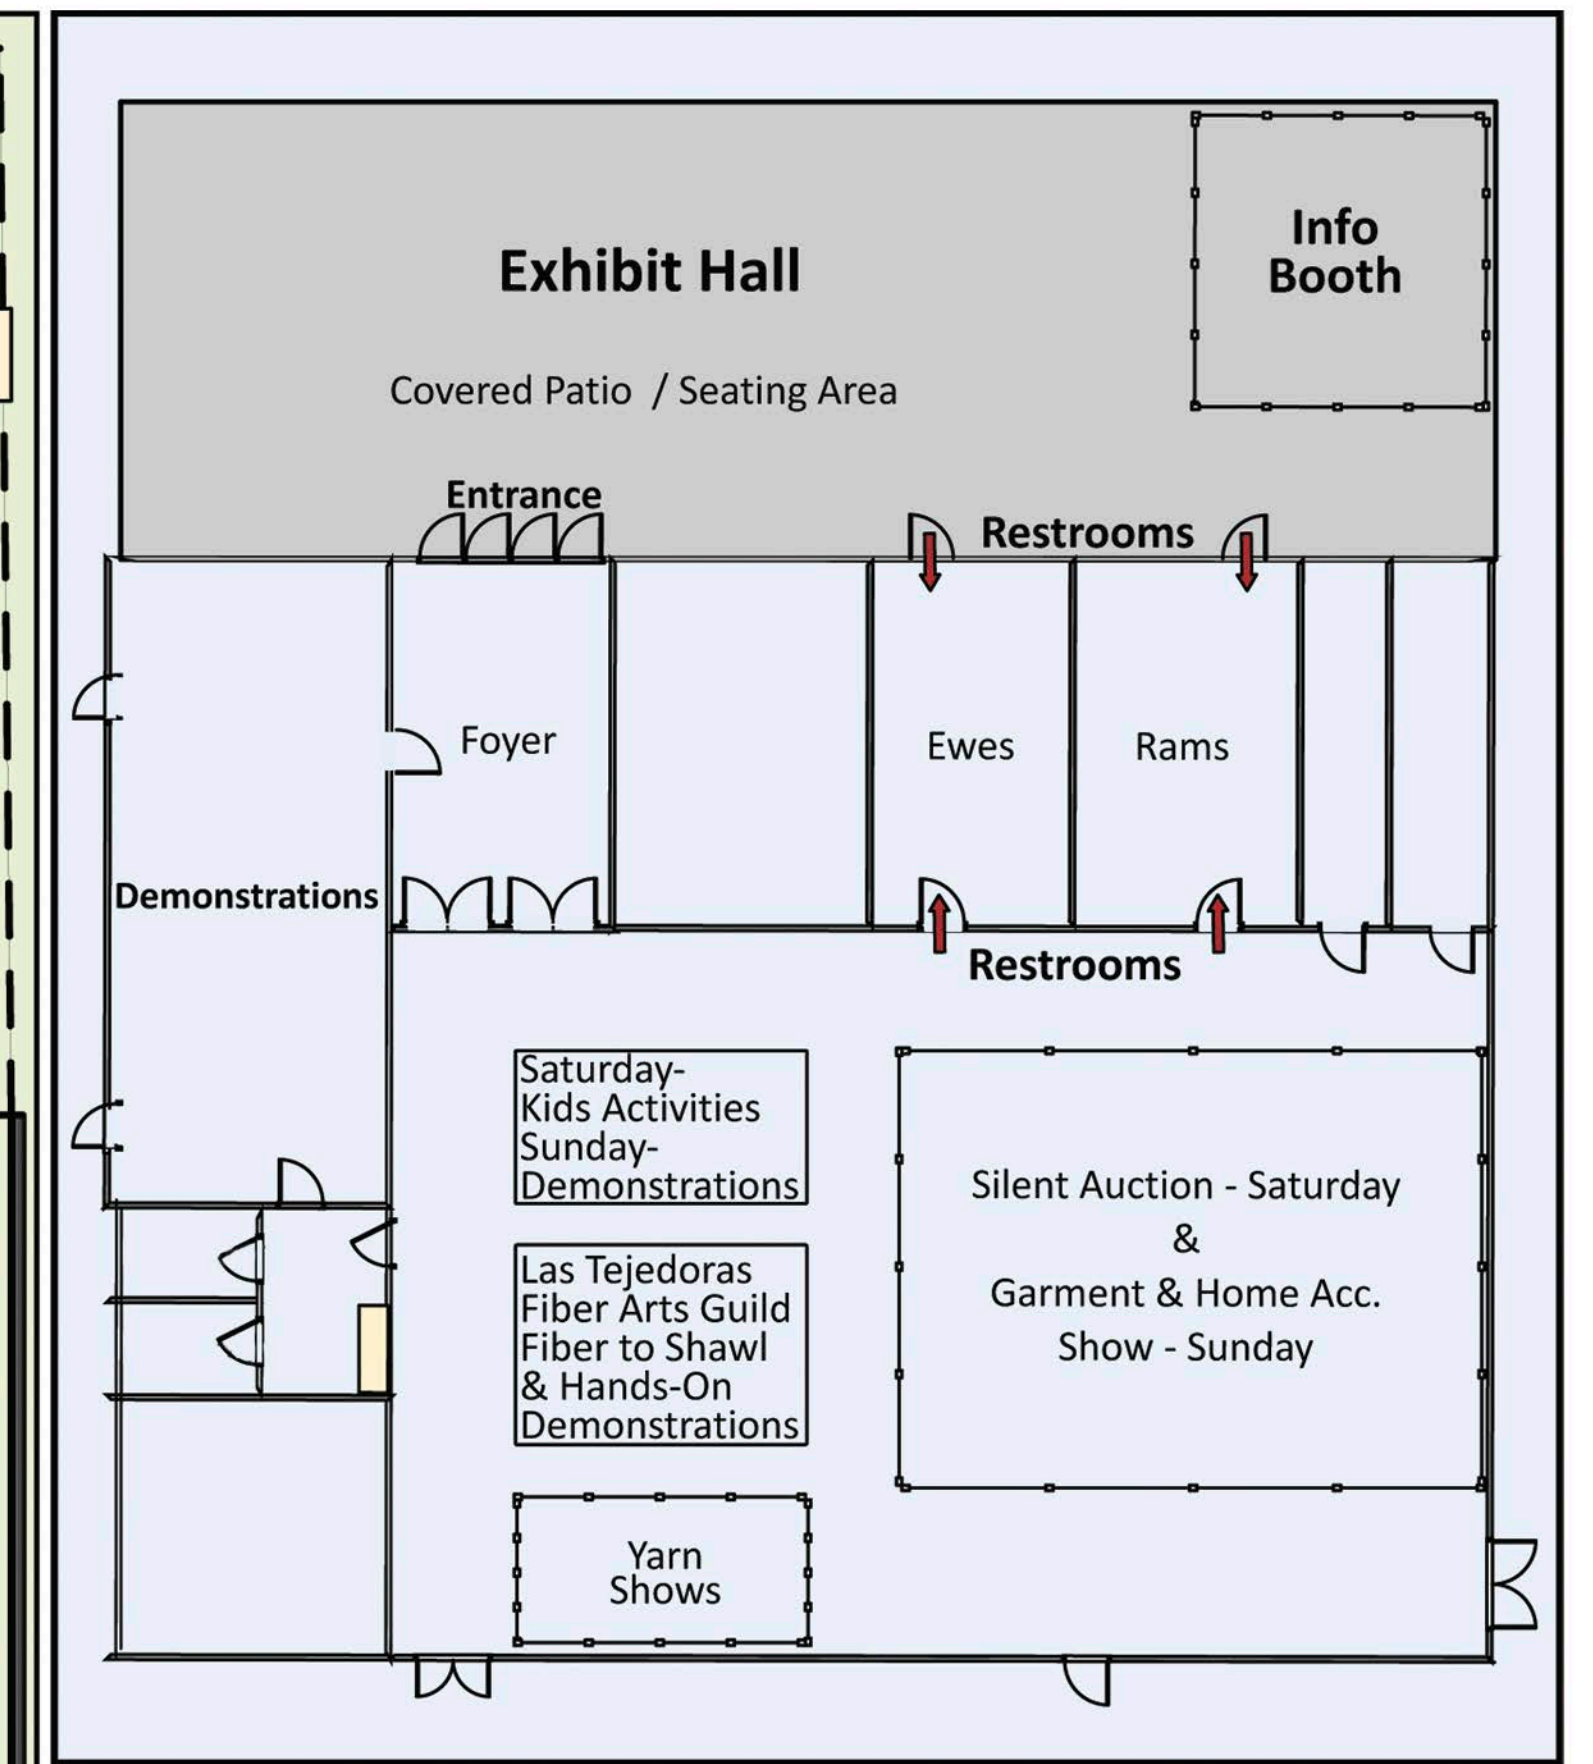 Info
Booth
Exhibit Hall
Covered Patio / Seating Area
Entrance
Restrooms
Foyer
Ewes
Rams
Demonstrations
Restrooms
Saturday-
Kids Activities
Sunday-
Demonstrations
Silent Auction - Saturday
&
Garment & Home Acc.
Show - Sunday
Las Tejedoras
Fiber Arts Guild
Fiber to Shawl
& Hands-On
Demonstrations
Yarn
Shows